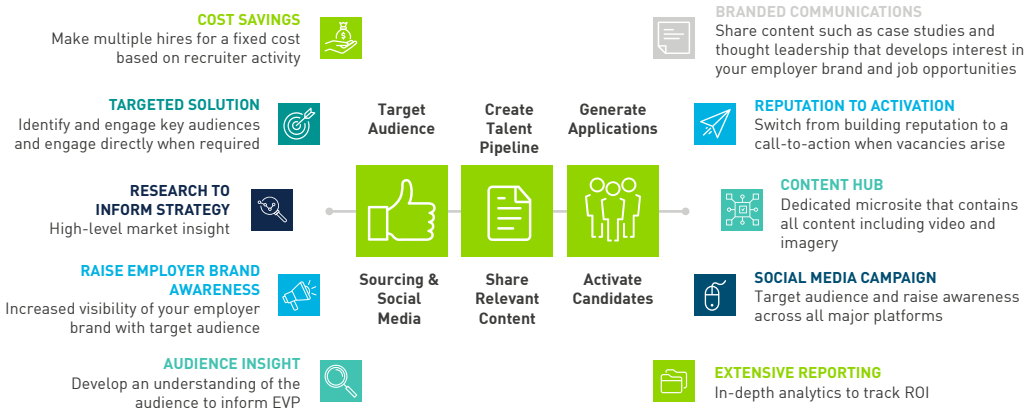 COST SAVINGS
Make multiple hires for a fixed cost
based on recruiter activity
TARGETED SOLUTION
Identify and engage key audiences
and engage directly when required
RESEARCH TO
INFORM STRATEGY
High-level market insight
RAISE EMPLOYER BRAND
AWARENESS
Increased visibility of your employer
brand with target audience
AUDIENCE INSIGHT
Develop an understanding of the
audience to inform EVP
Target
Audience
Create
Talent
Pipeline
Generate
Applications
Sourcing &
Social
Media
Share
Relevant
Content
Activate
Candidates
BRANDED COMMUNICATIONS
Share content such as case studies and
thought leadership that develops interest in
your employer brand and job opportunities
REPUTATION TO ACTIVATION
Switch from building reputation to a
call-to-action when vacancies arise
CONTENT HUB
Dedicated microsite that contains
all content including video and
imagery
SOCIAL MEDIA CAMPAIGN
Target audience and raise awareness
across all major platforms
EXTENSIVE REPORTING
In-depth analytics to track ROI